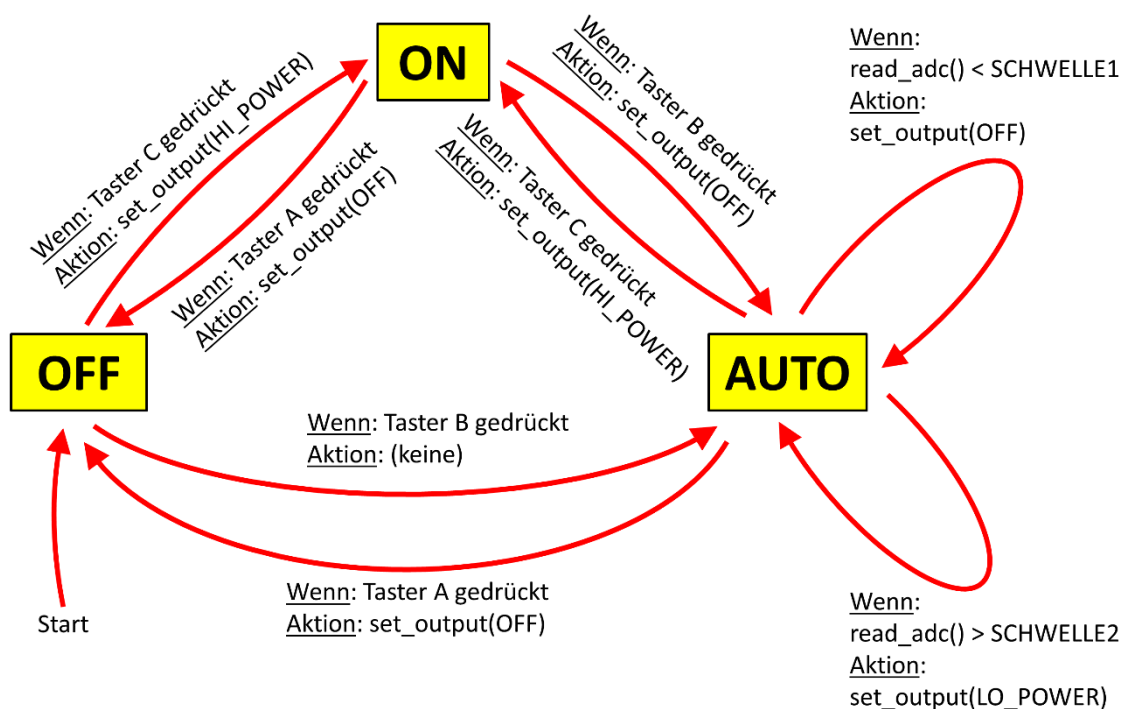 ON
Wenn: Taster C gedrückt
Aktion: set_output(HI_POWER)
Wenn: Taster A gedrückt
Aktion: set_output(OFF)
Wenn: Taster B gedrückt
Aktion: set_output(OFF)
Wenn: Taster C gedrückt
Aktion: set_output(HI_POWER)
Wenn:
read_adc() < SCHWELLE1
Aktion:
set_output(OFF)
OFF
AUTO
Wenn: Taster B gedrückt
Aktion: (keine)
Wenn: Taster A gedrückt
Aktion: set_output(OFF)
Start
Wenn:
read_adc() > SCHWELLE2
Aktion:
set_output(LO_POWER)